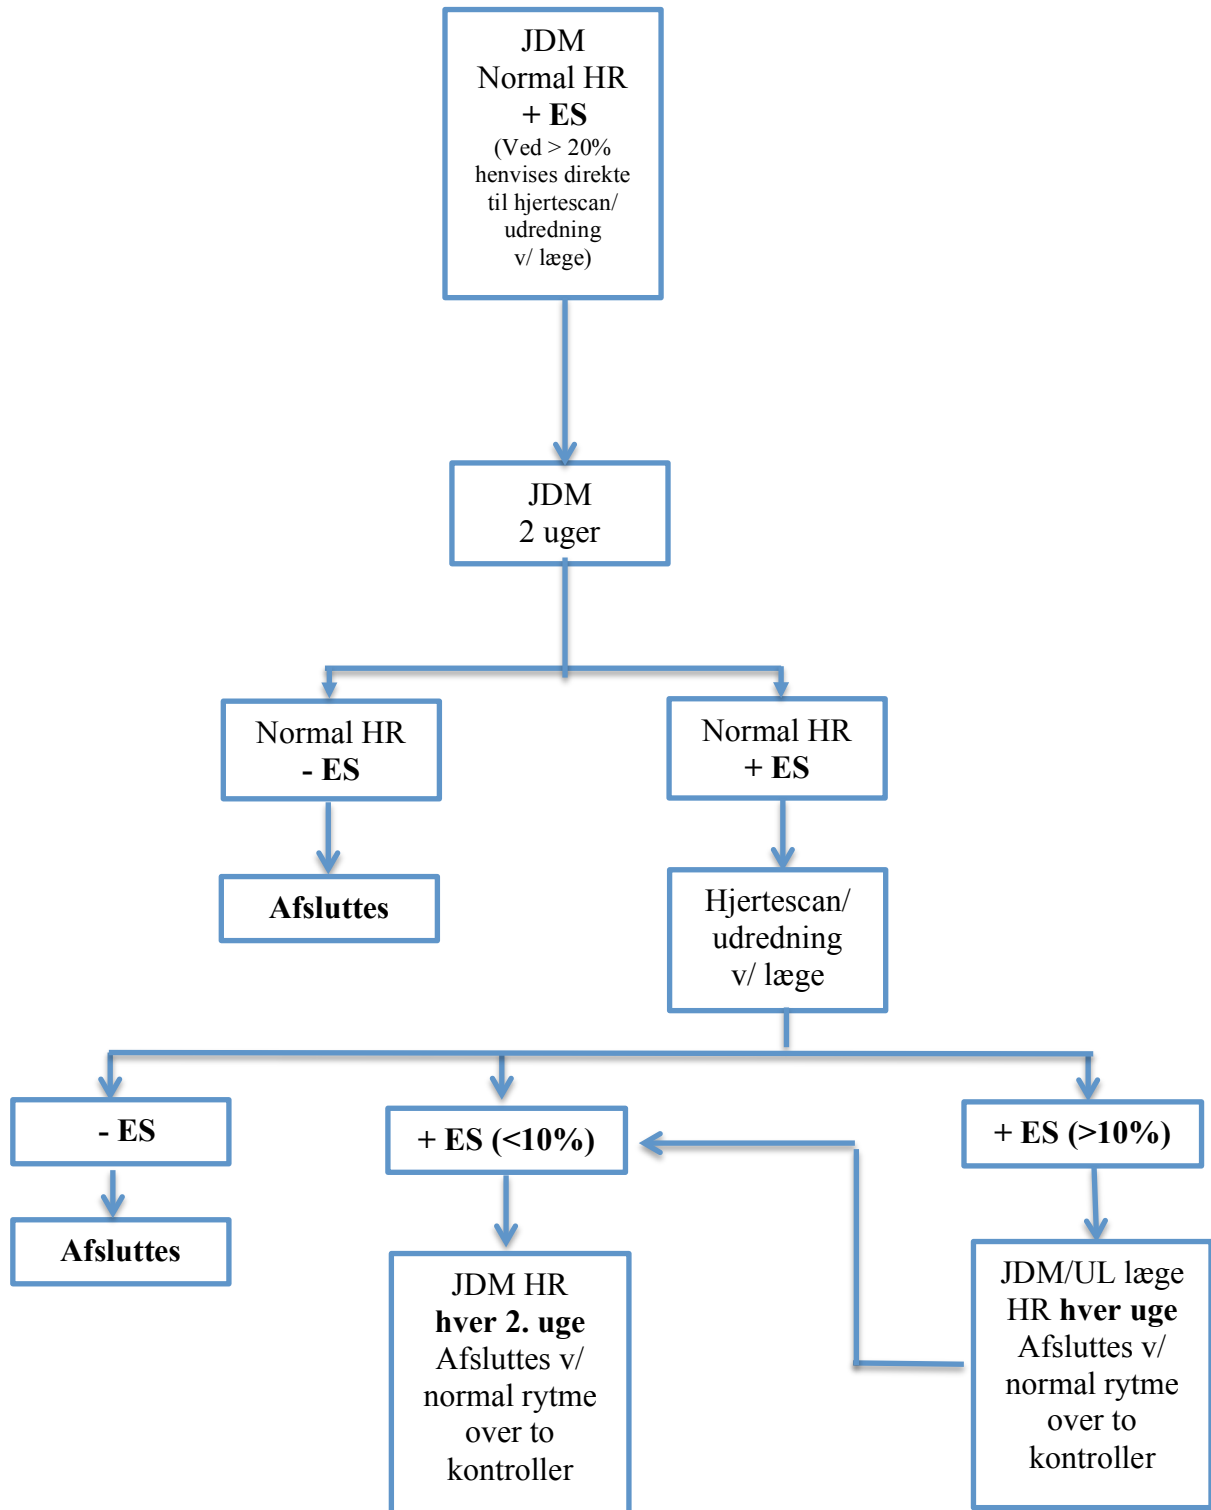 JDM
Normal HR
+ ES
(Ved > 20%
henvises direkte
til hjertescan/
udredning
v/ læge)
JDM
2 uger
Normal HR
- ES
Normal HR
+ ES
Afsluttes
Hjertescan/
udredning
v/ læge
- ES
+ ES (<10%)
+ ES (>10%)
Afsluttes
JDM HR
hver 2. uge
Afsluttes v/
normal rytme
over to
kontroller
JDM/UL læge
HR hver uge
Afsluttes v/
normal rytme
over to
kontroller